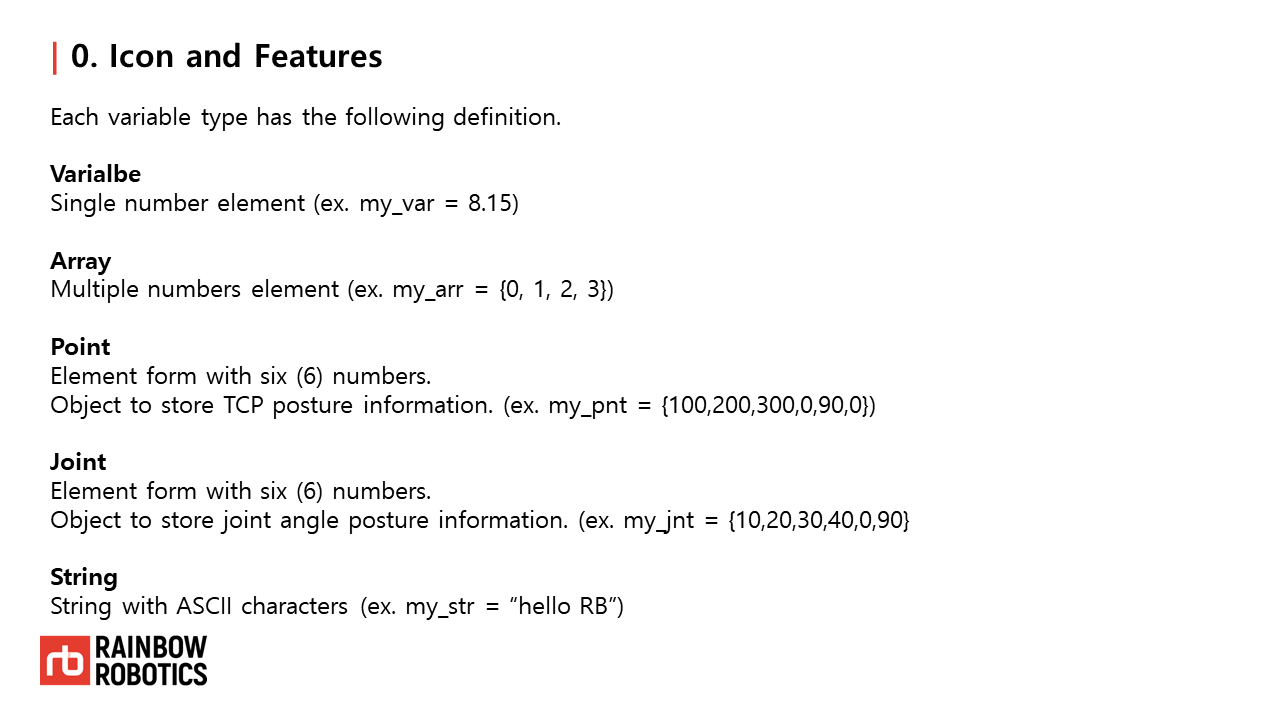 0. Icon and Features
Each variable type has the following definition.
Varialbe
Single number element (ex. my_var = 8.15)
Array
Multiple numbers element (ex. my_arr = {0, 1, 2, 3})
Point
Element form with six (6) numbers.
Object to store TCP posture information. (ex. my_pnt = {100,200,300,0,90,0})
Joint
Element form with six (6) numbers.
Object to store joint angle posture information. (ex. my_jnt = {10,20,30,40,0,90}
String
String with ASCII characters (ex. my_str = “hello RB”)
rb RAINBOW
ROBOTICS